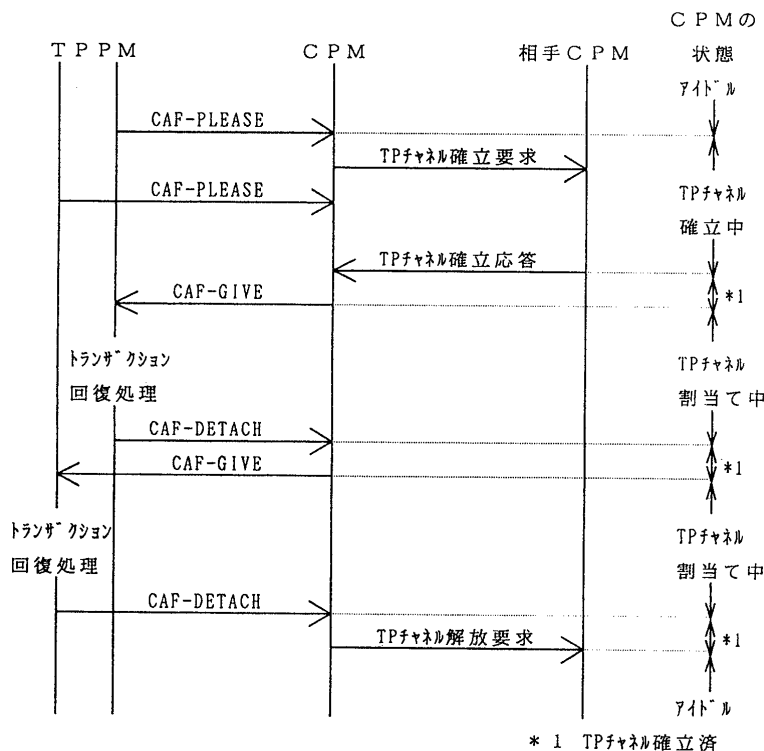 CPMの
TPPM
CPM
相手CPM
状態
アイドル
CAF-PLEASE
TPチャネル確立要求
CAF-PLEASE
TPチャネル
確立中
TPチャネル確立応答
*1
CAF-GIVE
トランザクション
回復処理
TPチャネル
割当て中
CAF-DETACH
CAF-GIVE
*1
トランザクション
回復処理
TPチャネル
割当て中
CAF-DETACH
TPチャネル解放要求
*1
アイドル
*1 TPチャネル確立済